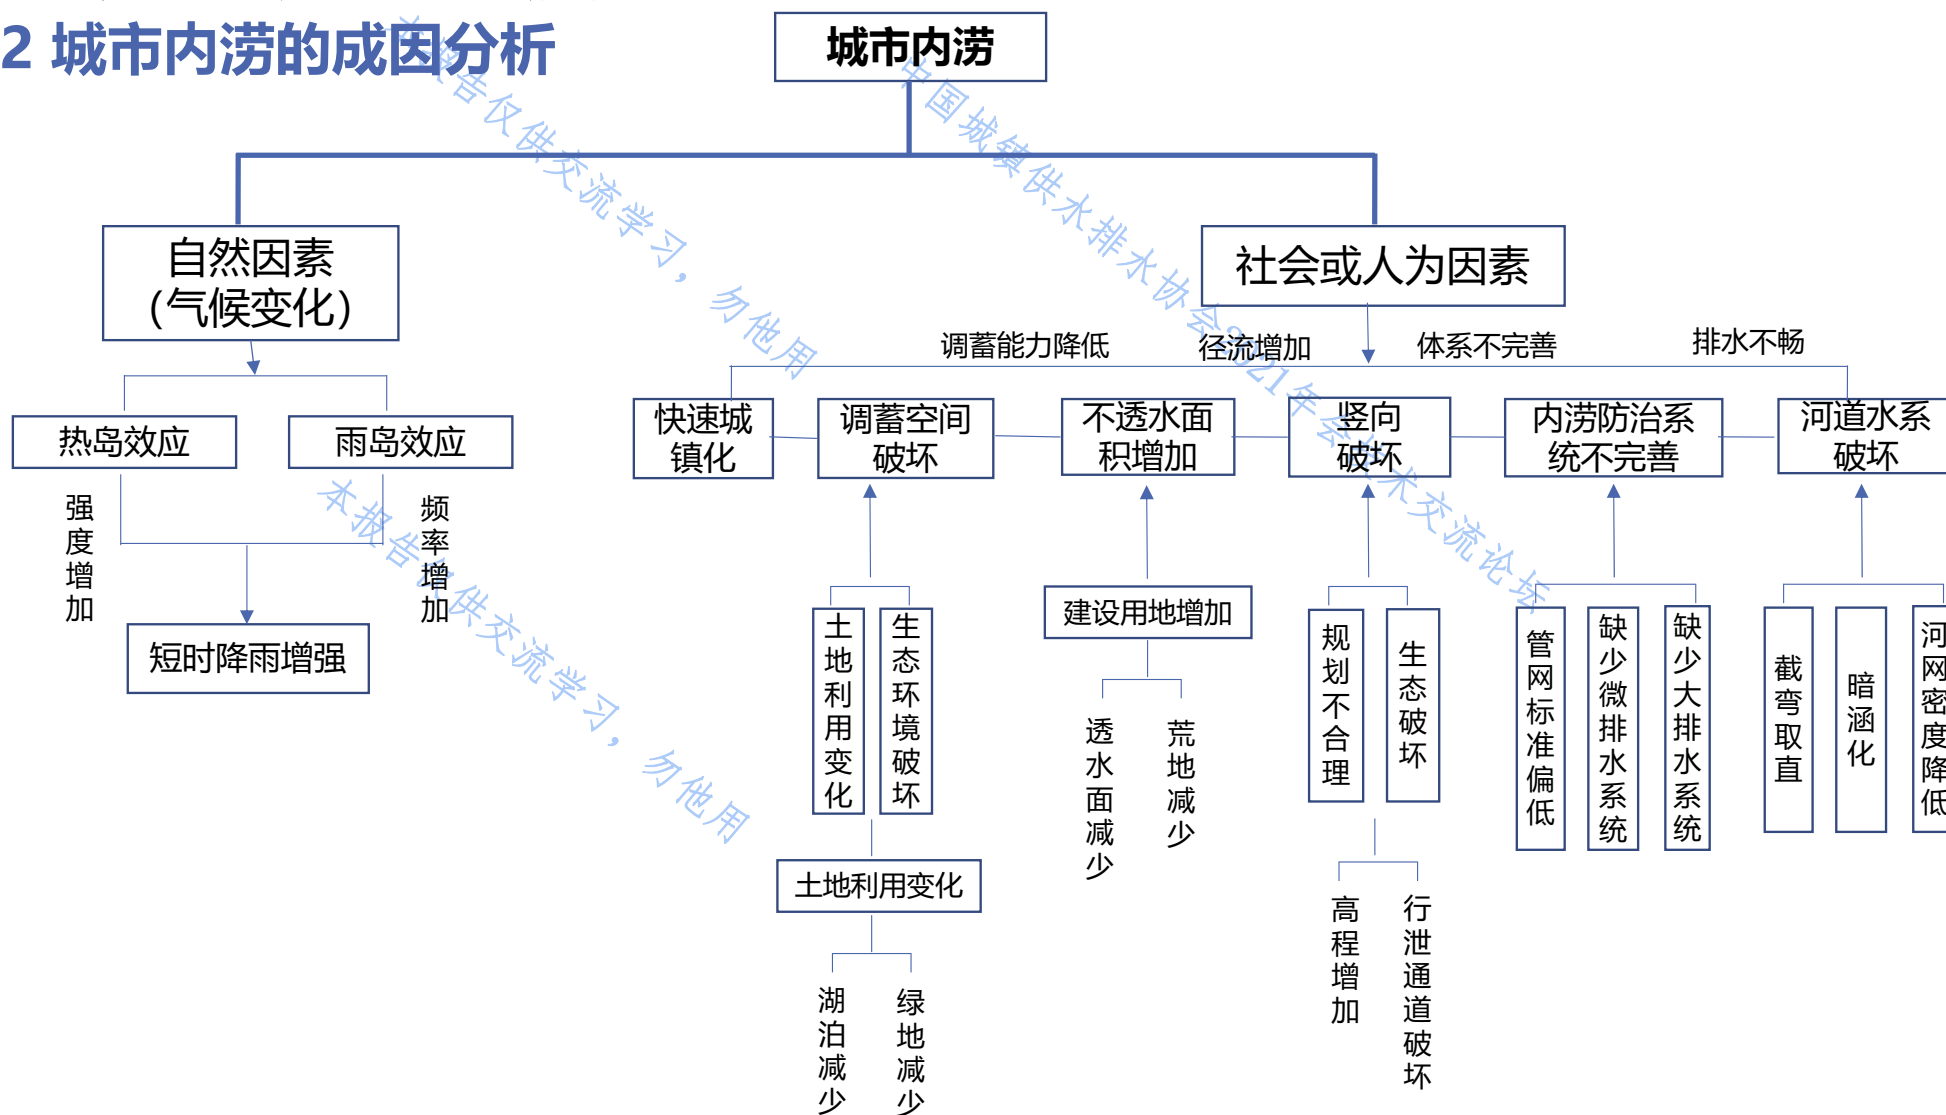 2 城市内涝的成因分析
城市内涝
自然因素
（气候变化）
社会或人为因素
调蓄能力降低
径流增加
体系不完善
排水不畅
热岛效应
雨岛效应
快速城
镇化
调蓄空间
破坏
不透水面
积增加
竖向
破坏
内涝防治系
统不完善
河道水系
破坏
强度增加
频率增加
短时降雨增强
土地利用变化
生态环境破坏
建设用地增加
透水面减少
荒地减少
规划不合理
生态破坏
管网标准偏低
缺少微排水系统
缺少大排水系统
截弯取直
暗涵化
河网密度降低
土地利用变化
湖泊减少
绿地减少
高程增加
行泄通道破坏
本报告仅供交流学习，勿他用
中国城镇供水排水协会2021年会学术交流论坛
本报告仅供交流学习，勿他用